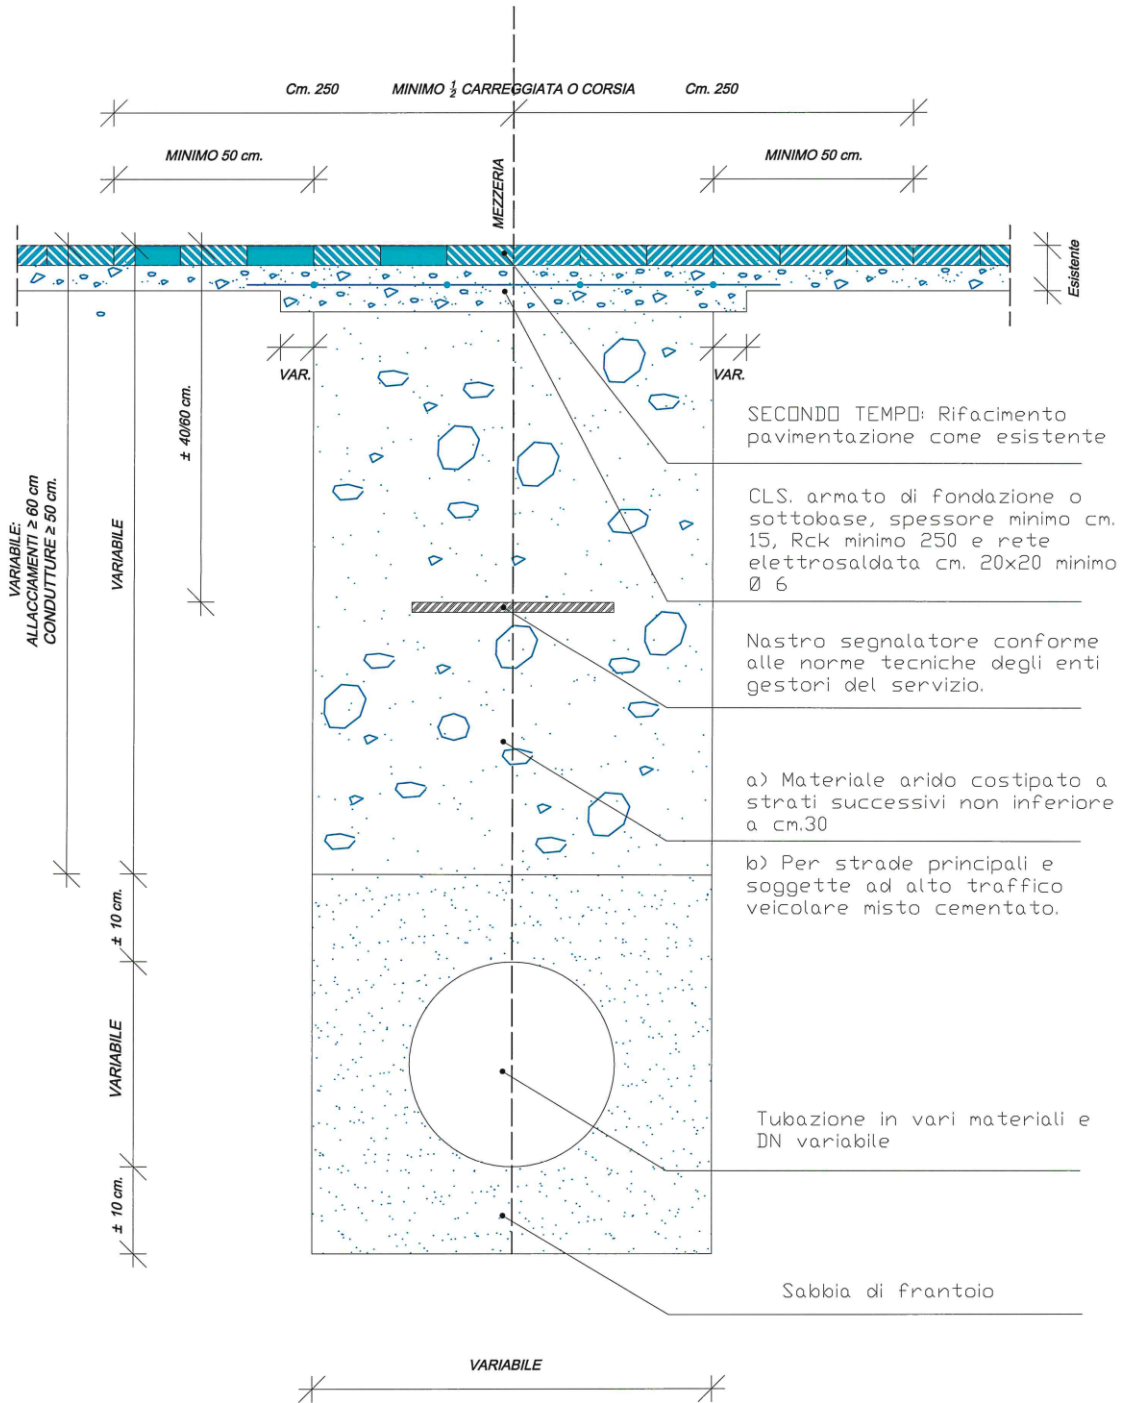 Cm. 250
MINIMO ½ CARREGGIATA O CORSIA
Cm. 250
MINIMO 50 cm.
MINIMO 50 cm.
MEZZERIA
Esistente
VAR.
VAR.
± 40/60 cm.
VARIABILE:
ALLACCIAMENTI ≥ 60 cm
CONDUTTURE ≥ 50 cm.
VARIABILE
SECONDO TEMPO: Rifacimento
pavimentazione come esistente
CLS. armato di fondazione o
sottobase, spessore minimo cm.
15, Rck minimo 250 e rete
elettrosaldata cm. 20x20 minimo
Ø 6
Nastro segnalatore conforme
alle norme tecniche degli enti
gestori del servizio.
a) Materiale arido costipato a
strati successivi non inferiore
a cm.30
b) Per strade principali e
soggette ad alto traffico
veicolare misto cementato.
± 10 cm.
VARIABILE
± 10 cm.
Tubazione in vari materiali e
DN variabile
Sabbia di frantoio
VARIABILE